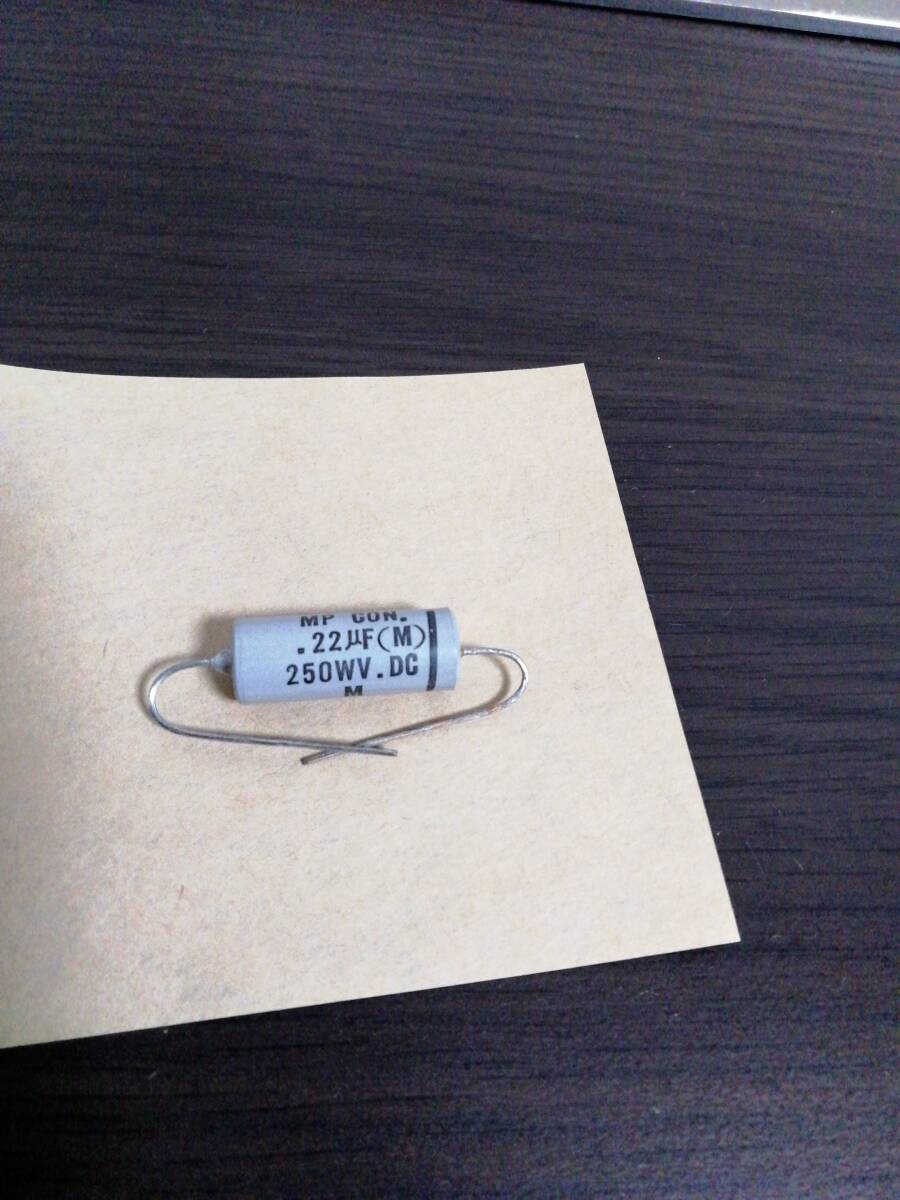 MP CON.
.22μF(M)
250WV.DC
M